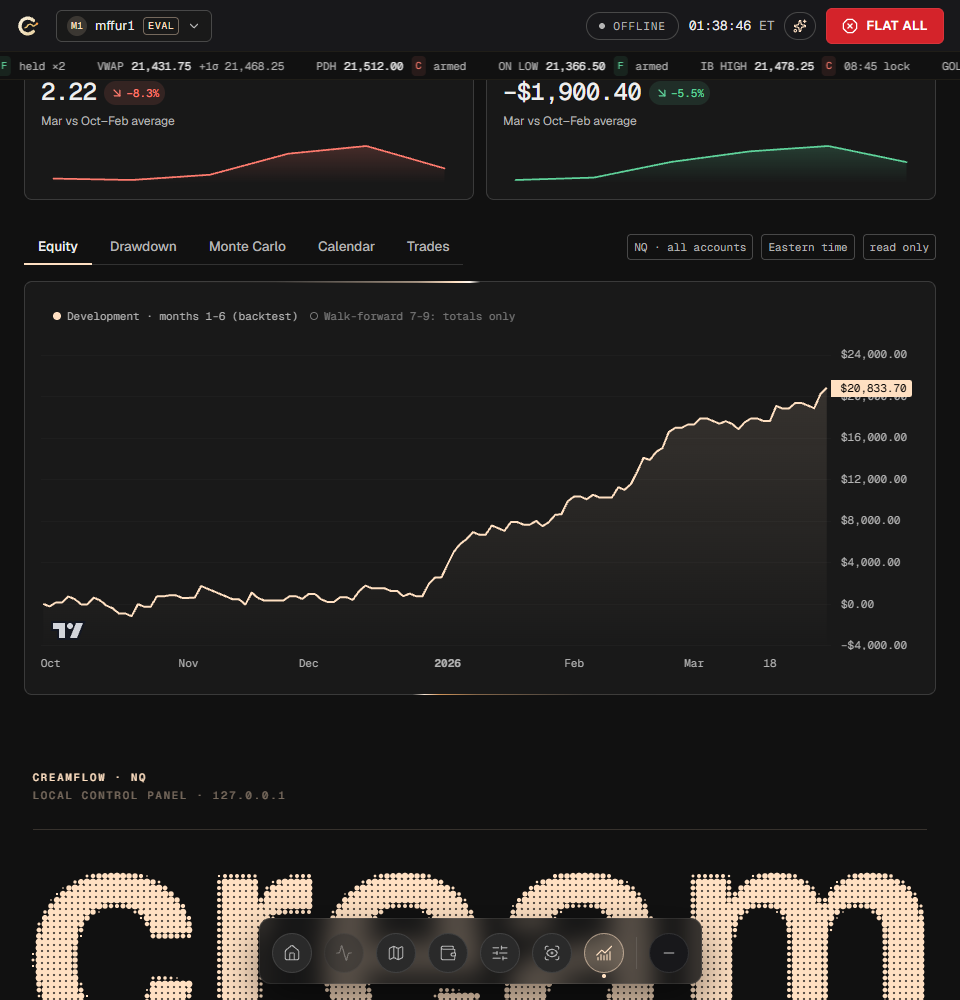 M1 mffur1 EVAL
OFFLINE 01:38:46 ET FLAT ALL
F held ×2 VWAP 21,431.75 +1σ 21,468.25 PDH 21,512.00 C armed ON LOW 21,366.50 F armed IB HIGH 21,478.25 C 08:45 lock GOL
2.22 ↘ −8.3%
Mar vs Oct–Feb average
−$1,900.40 ↘ −5.5%
Mar vs Oct–Feb average
Equity Drawdown Monte Carlo Calendar Trades
NQ · all accounts Eastern time read only
Development · months 1–6 (backtest) Walk-forward 7–9: totals only
$24,000.00
$20,833.70
$20,000.00
$16,000.00
$12,000.00
$8,000.00
$4,000.00
$0.00
−$4,000.00
Oct Nov Dec 2026 Feb Mar 18
CREAMFLOW · NQ
LOCAL CONTROL PANEL · 127.0.0.1
cream